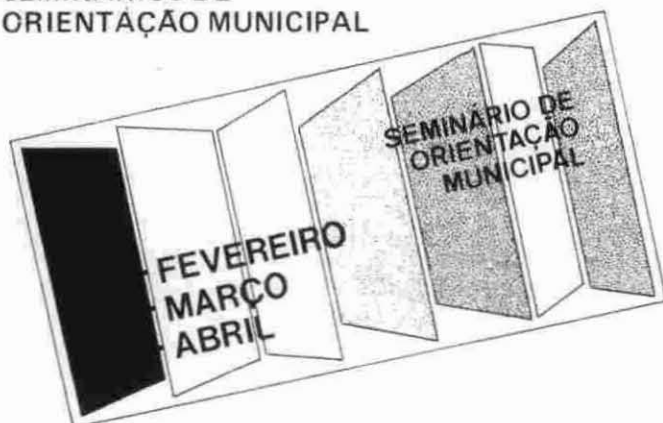 ORIENTAÇÃO MUNICIPAL
SEMINÁRIO DE
ORIENTAÇÃO
MUNICIPAL
- FEVEREIRO
- MARÇO
- ABRIL